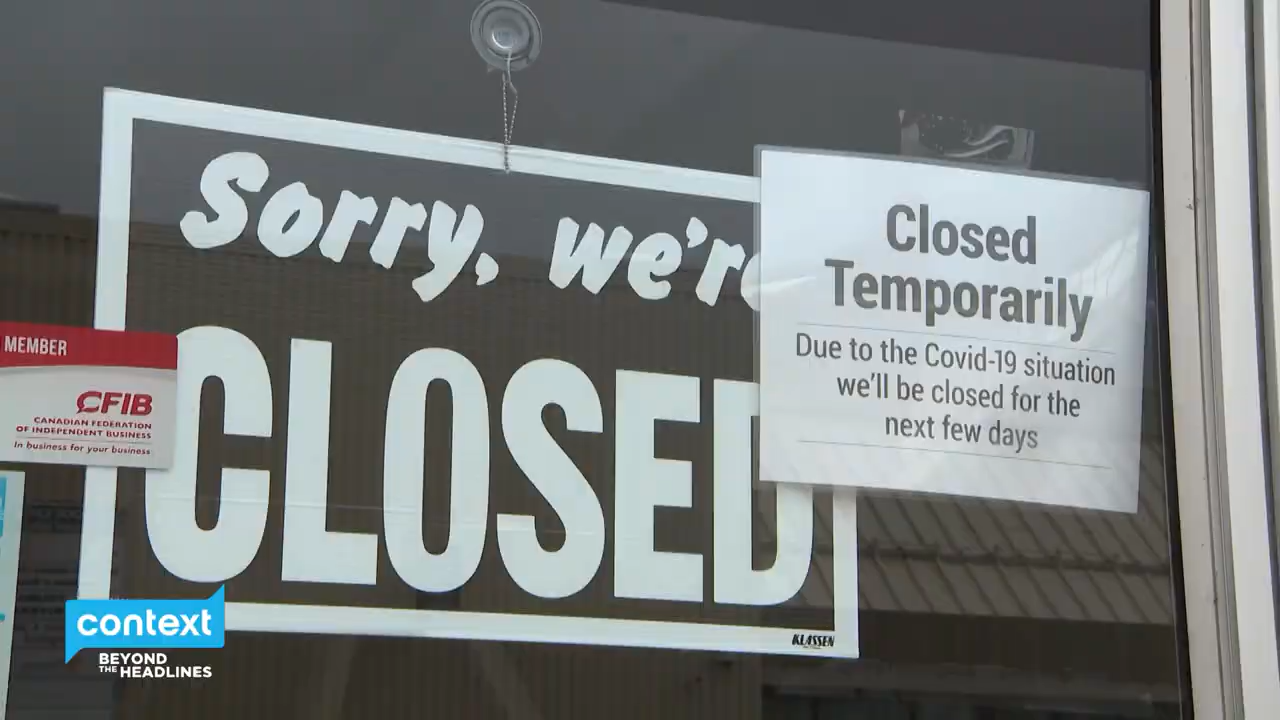 Sorry, we're
CLOSED
Closed
Temporarily
Due to the Covid-19 situation
we'll be closed for the
next few days
MEMBER
CFIB
CANADIAN FEDERATION
OF INDEPENDENT BUSINESS
In business for your business
KLASSEN
context
BEYOND
THE HEADLINES